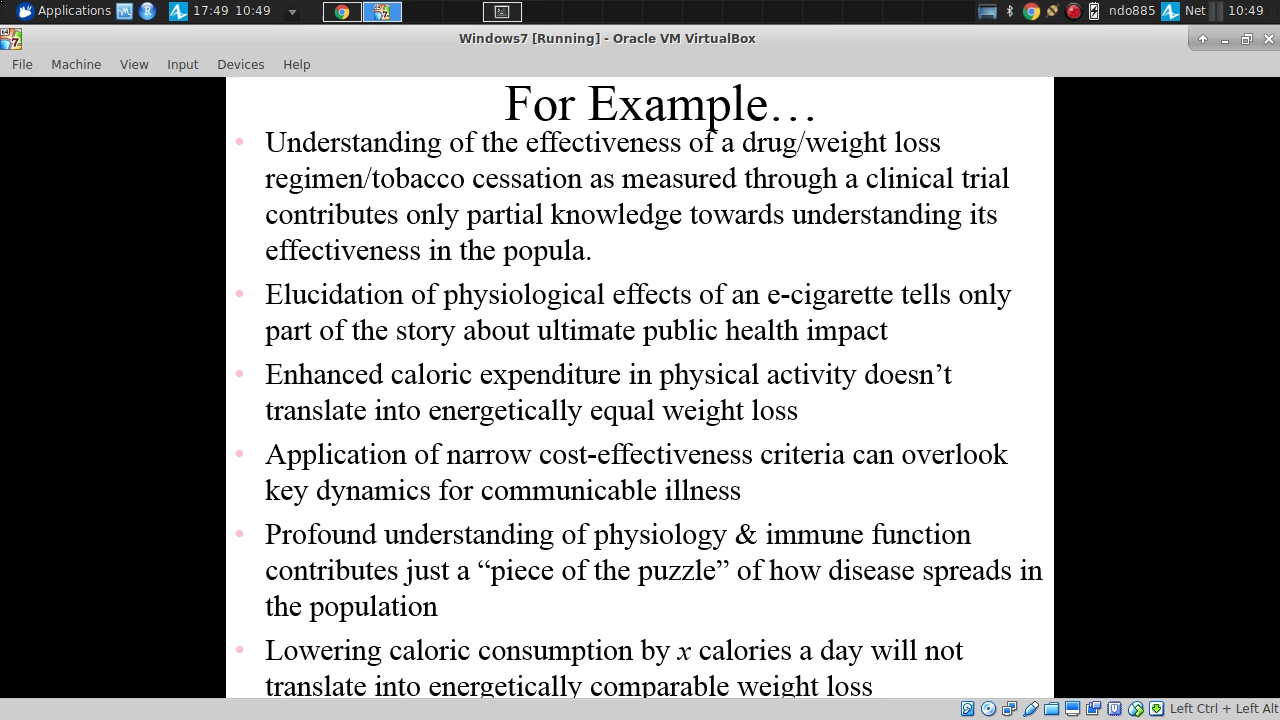 Applications 17:49 10:49 ndo885 Net 10:49
Windows7 [Running] - Oracle VM VirtualBox
File Machine View Input Devices Help
For Example…
• Understanding of the effectiveness of a drug/weight loss
regimen/tobacco cessation as measured through a clinical trial
contributes only partial knowledge towards understanding its
effectiveness in the popula.
• Elucidation of physiological effects of an e-cigarette tells only
part of the story about ultimate public health impact
• Enhanced caloric expenditure in physical activity doesn’t
translate into energetically equal weight loss
• Application of narrow cost-effectiveness criteria can overlook
key dynamics for communicable illness
• Profound understanding of physiology & immune function
contributes just a “piece of the puzzle” of how disease spreads in
the population
• Lowering caloric consumption by x calories a day will not
translate into energetically comparable weight loss
Left Ctrl + Left Alt